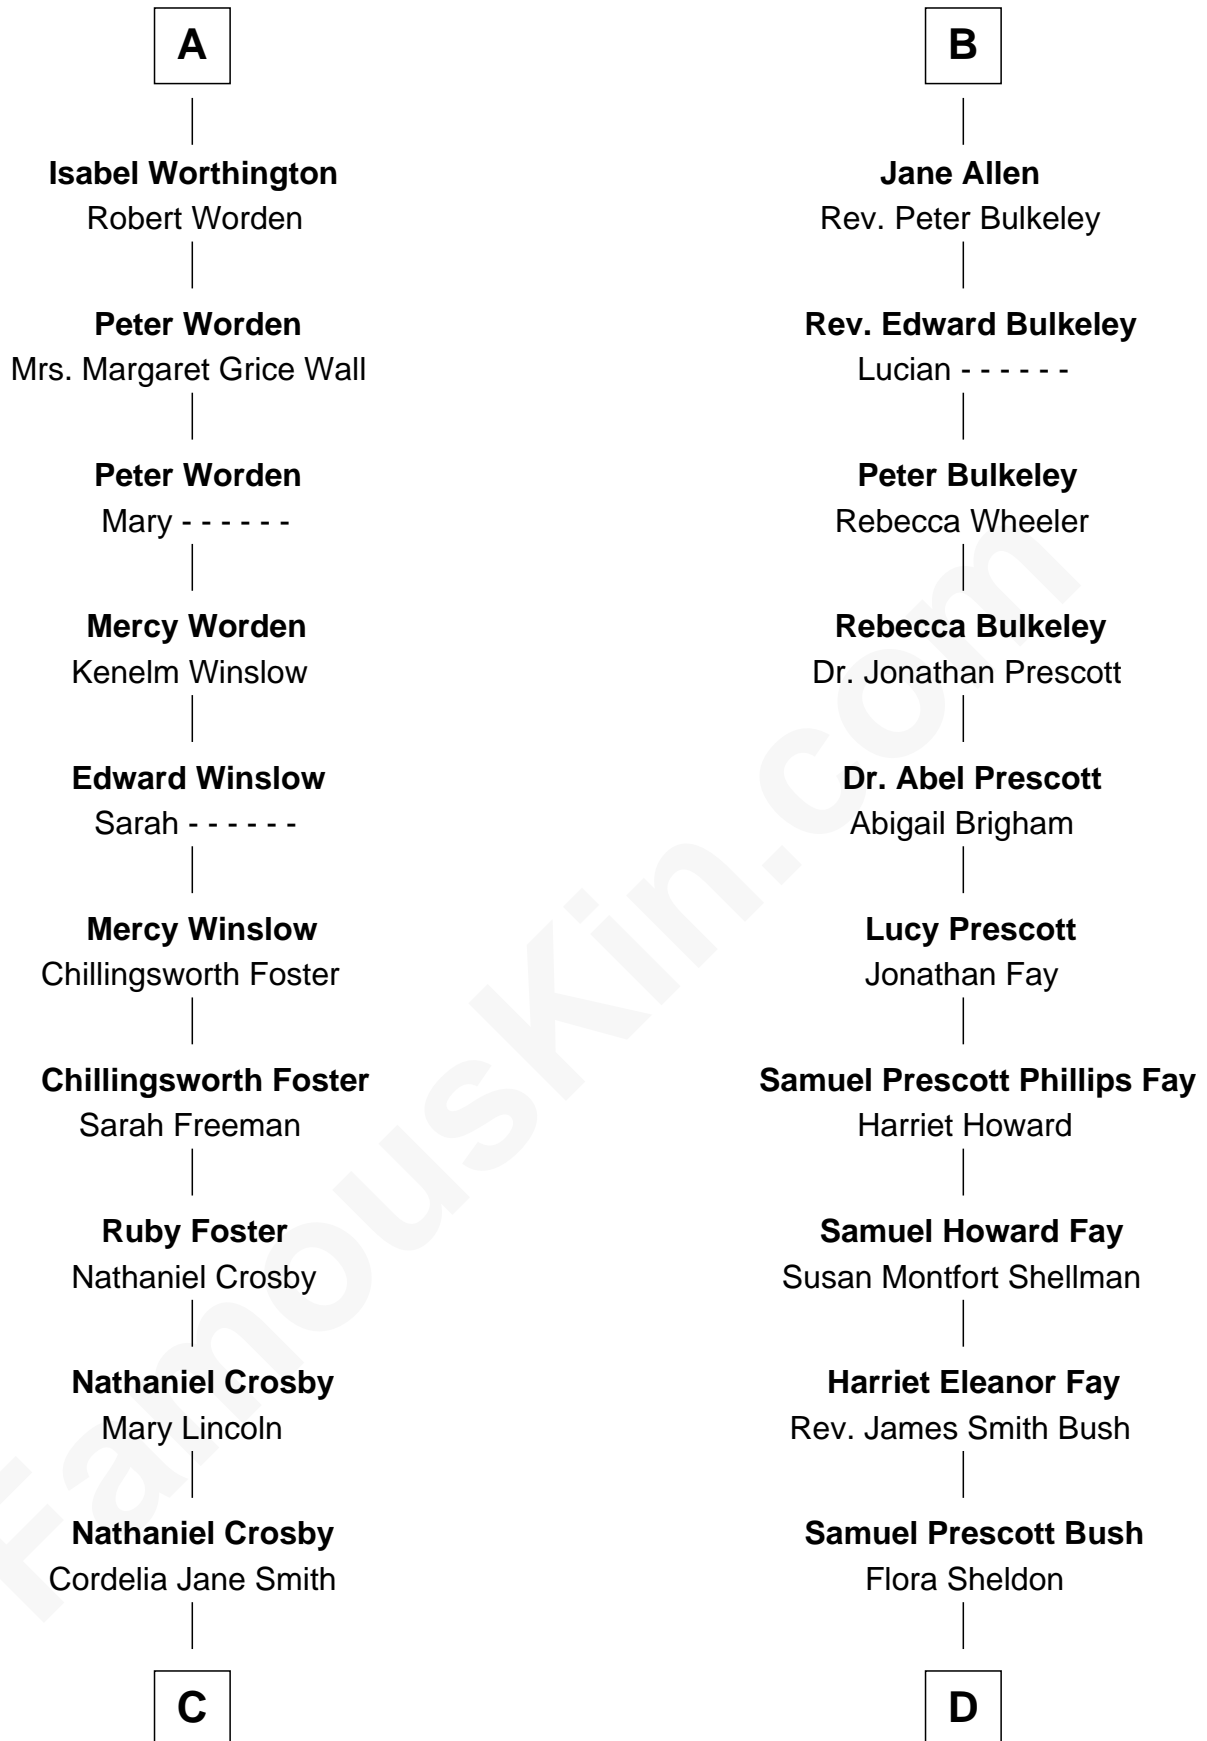 A
Isabel Worthington
Robert Worden
Peter Worden
Mrs. Margaret Grice Wall
Peter Worden
Mary - - - - - -
Mercy Worden
Kenelm Winslow
Edward Winslow
Sarah - - - - - -
Mercy Winslow
Chillingsworth Foster
Chillingsworth Foster
Sarah Freeman
Ruby Foster
Nathaniel Crosby
Nathaniel Crosby
Mary Lincoln
Nathaniel Crosby
Cordelia Jane Smith
C
B
Jane Allen
Rev. Peter Bulkeley
Rev. Edward Bulkeley
Lucian - - - - - -
Peter Bulkeley
Rebecca Wheeler
Rebecca Bulkeley
Dr. Jonathan Prescott
Dr. Abel Prescott
Abigail Brigham
Lucy Prescott
Jonathan Fay
Samuel Prescott Phillips Fay
Harriet Howard
Samuel Howard Fay
Susan Montfort Shellman
Harriet Eleanor Fay
Rev. James Smith Bush
Samuel Prescott Bush
Flora Sheldon
D
FamousKin.com